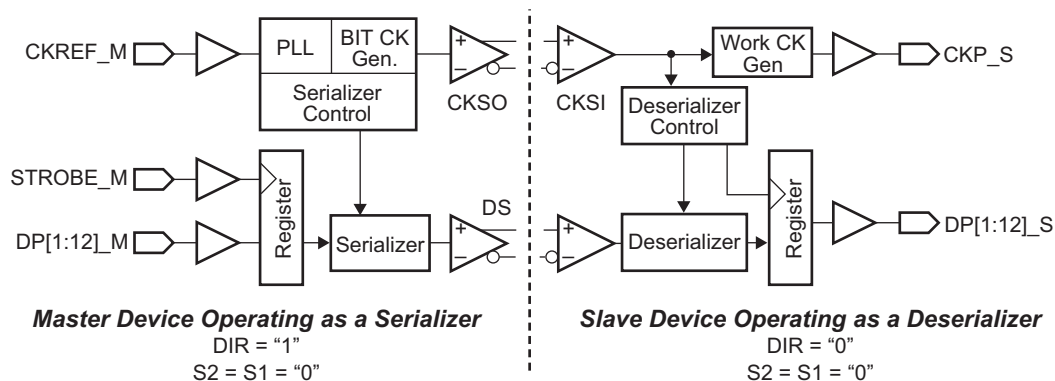 CKREF_M
PLL
BIT CK
Gen.
Serializer
Control
+
−
CKSO
STROBE_M
DP[1:12]_M
Register
Serializer
DS
+
−
Master Device Operating as a Serializer
DIR = “1”
S2 = S1 = “0”
+
−
CKSI
Work CK
Gen
CKP_S
Deserializer
Control
+
−
Deserializer
Register
DP[1:12]_S
Slave Device Operating as a Deserializer
DIR = “0”
S2 = S1 = “0”